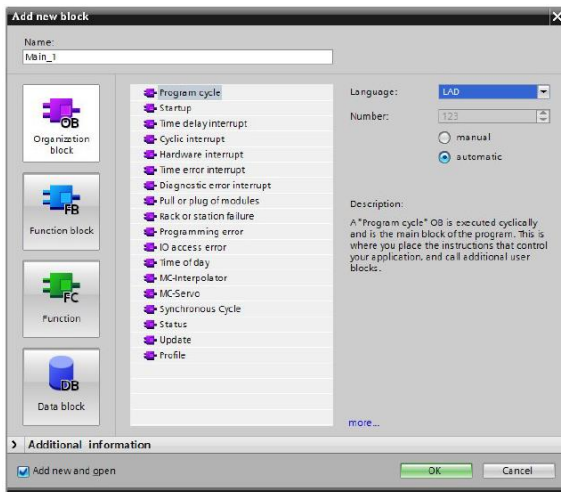 Add new block
Name:
Main_1
OB
Organization
block
FB
Function block
FC
Function
DB
Data block
Program cycle
Startup
Time delay interrupt
Cyclic interrupt
Hardware interrupt
Time error interrupt
Diagnostic error interrupt
Pull or plug of modules
Rack or station failure
Programming error
IO access error
Time of day
MC-Interpolator
MC-Servo
Synchronous Cycle
Status
Update
Profile
Language: LAD
Number: 123
manual
automatic
Description:
A "Program cycle" OB is executed cyclically
and is the main block of the program. This is
where you place the instructions that control
your application, and call additional user
blocks.
more...
> Additional information
Add new and open
OK Cancel